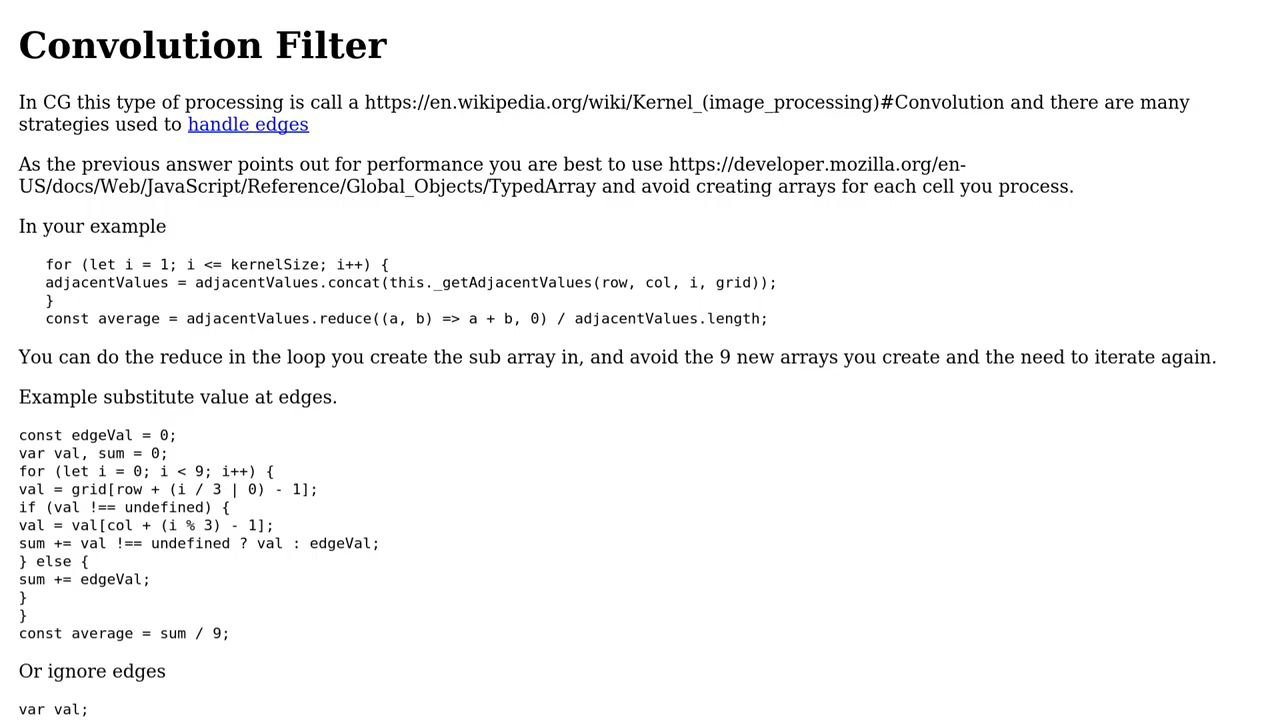 Convolution Filter
In CG this type of processing is call a https://en.wikipedia.org/wiki/Kernel_(image_processing)#Convolution and there are many
strategies used to handle edges
As the previous answer points out for performance you are best to use https://developer.mozilla.org/en-
US/docs/Web/JavaScript/Reference/Global_Objects/TypedArray and avoid creating arrays for each cell you process.
In your example
for (let i = 1; i <= kernelSize; i++) {
adjacentValues = adjacentValues.concat(this._getAdjacentValues(row, col, i, grid));
}
const average = adjacentValues.reduce((a, b) => a + b, 0) / adjacentValues.length;
You can do the reduce in the loop you create the sub array in, and avoid the 9 new arrays you create and the need to iterate again.
Example substitute value at edges.
const edgeVal = 0;
var val, sum = 0;
for (let i = 0; i < 9; i++) {
val = grid[row + (i / 3 | 0) - 1];
if (val !== undefined) {
val = val[col + (i % 3) - 1];
sum += val !== undefined ? val : edgeVal;
} else {
sum += edgeVal;
}
}
const average = sum / 9;
Or ignore edges
var val;